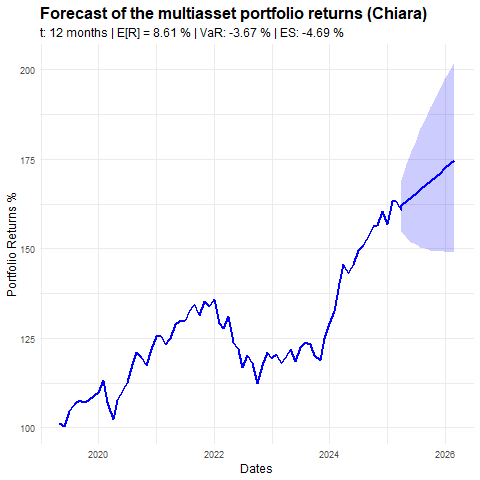 Forecast of the multiasset portfolio returns (Chiara)
t: 12 months | E[R] = 8.61 % | VaR: -3.67 % | ES: -4.69 %
Portfolio Returns %
200
175
150
125
100
2020 2022 2024 2026
Dates